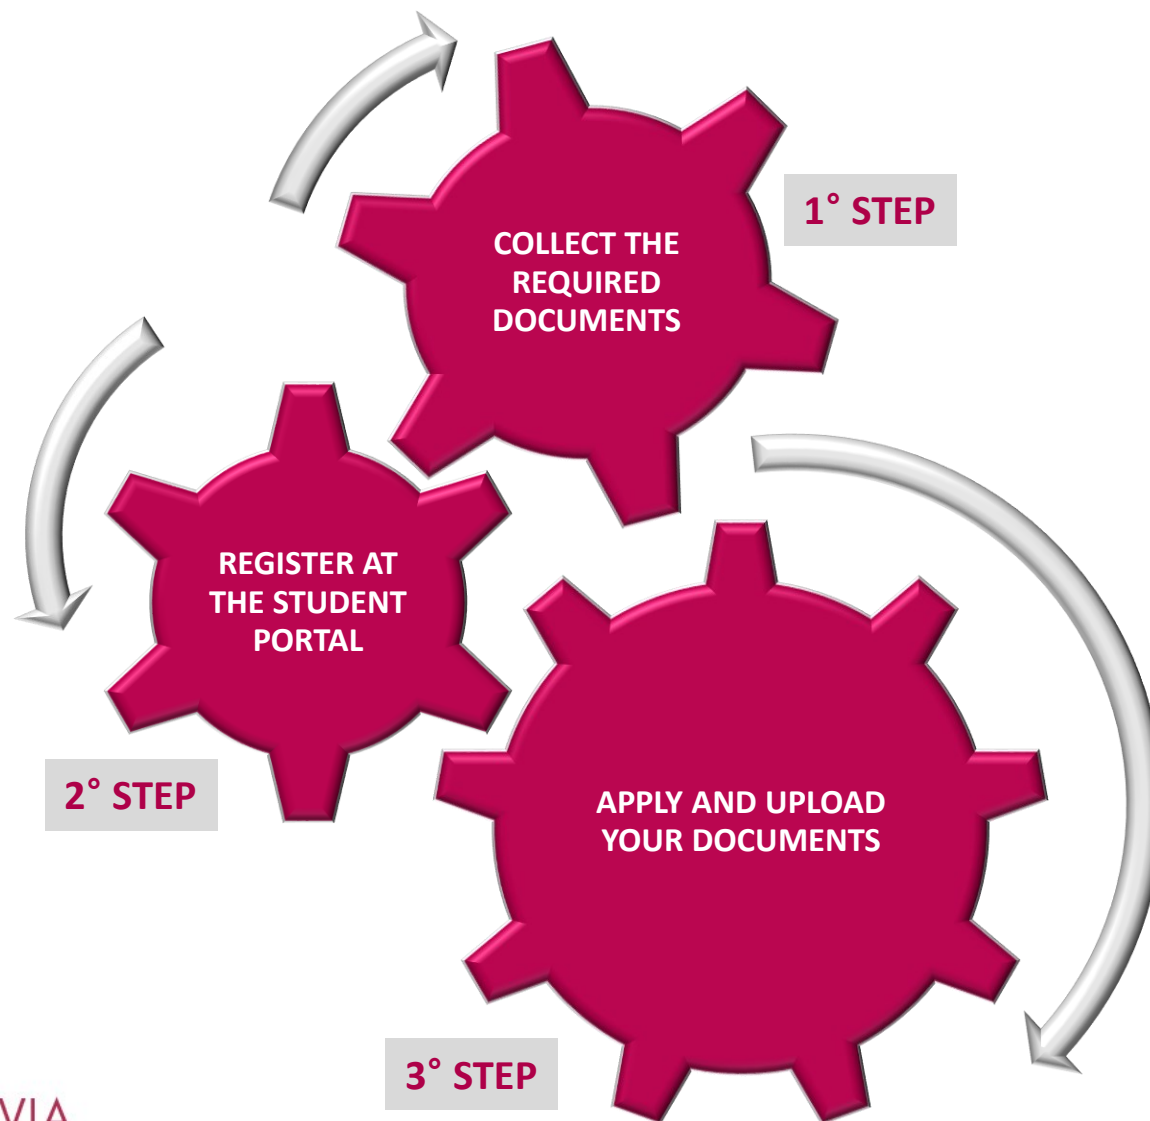 1° STEP
COLLECT THE
REQUIRED
DOCUMENTS
REGISTER AT
THE STUDENT
PORTAL
2° STEP
APPLY AND UPLOAD
YOUR DOCUMENTS
3° STEP